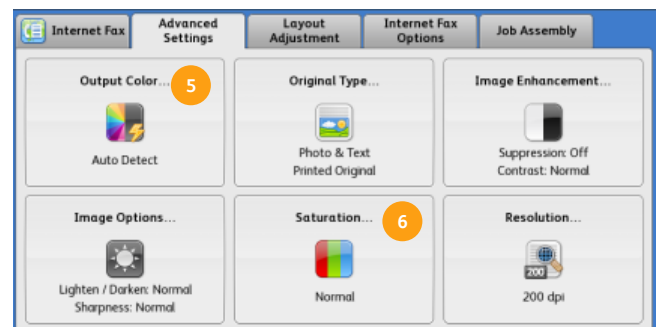 Internet Fax
Advanced
Settings
Layout
Adjustment
Internet Fax
Options
Job Assembly
Output Color...
5
Auto Detect
Original Type...
Photo & Text
Printed Original
Image Enhancement...
Suppression: Off
Contrast: Normal
Image Options...
Lighten / Darken: Normal
Sharpness: Normal
Saturation...
6
Normal
Resolution...
200
200 dpi